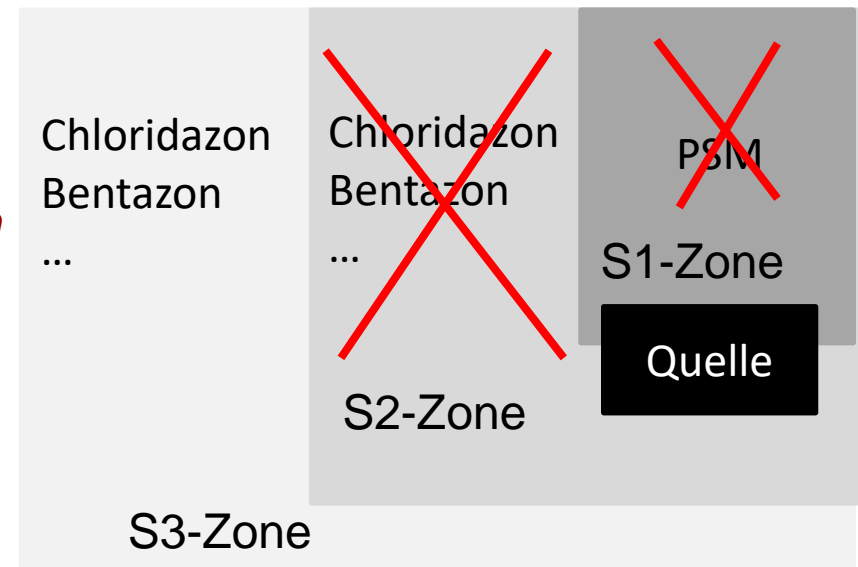 Chloridazon
Bentazon
...
S3-Zone
Chloridazon
Bentazon
...
S2-Zone
PSM
S1-Zone
Quelle